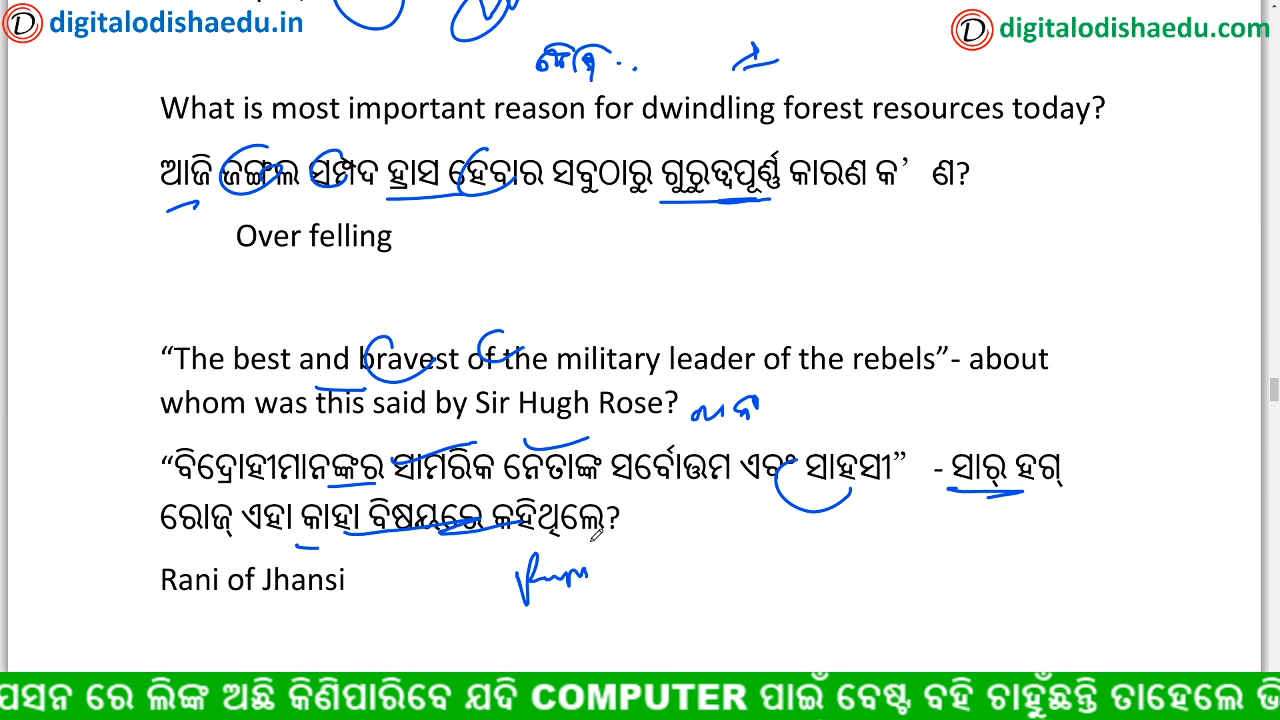 digitalodishaedu.in
digitalodishaedu.com
What is most important reason for dwindling forest resources today?
ଆଜି ଜଙ୍ଗଲ ସମ୍ପଦ ହ୍ରାସ ହେବାର ସବୁଠାରୁ ଗୁରୁତ୍ୱପୂର୍ଣ୍ଣ କାରଣ କ’ ଣ?
Over felling
“The best and bravest of the military leader of the rebels”- about
whom was this said by Sir Hugh Rose?
“ବିଦ୍ରୋହୀମାନଙ୍କର ସାମରିକ ନେତାଙ୍କ ସର୍ବୋତ୍ତମ ଏବଂ ସାହସୀ” - ସାର୍ ହଗ୍
ରୋଜ୍ ଏହା କାହା ବିଷୟରେ କହିଥିଲେ?
Rani of Jhansi
ପସନ ରେ ଲିଙ୍କ ଅଛି କିଣିପାରିବେ ଯଦି COMPUTER ପାଇଁ ବେଷ୍ଟ ବହି ଚାହୁଁଛନ୍ତି ତାହେଲେ ଭି